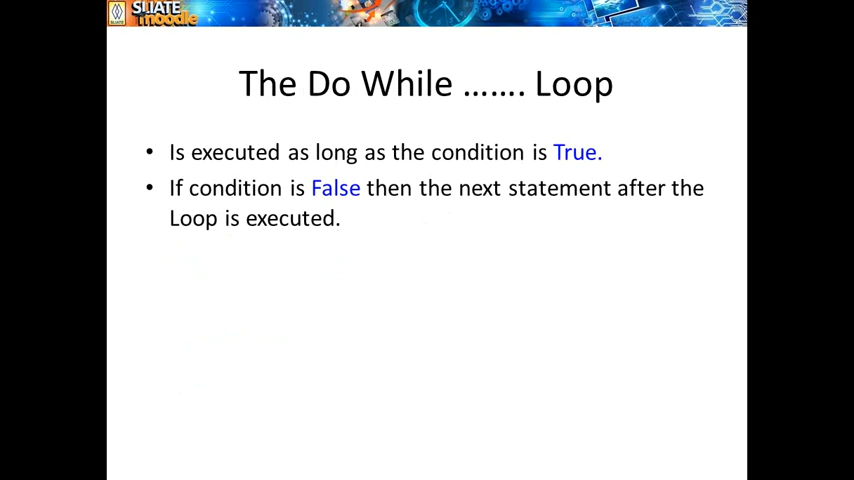 SLIATE
moodle
SLIATE
The Do While ……. Loop
• Is executed as long as the condition is True.
• If condition is False then the next statement after the
Loop is executed.